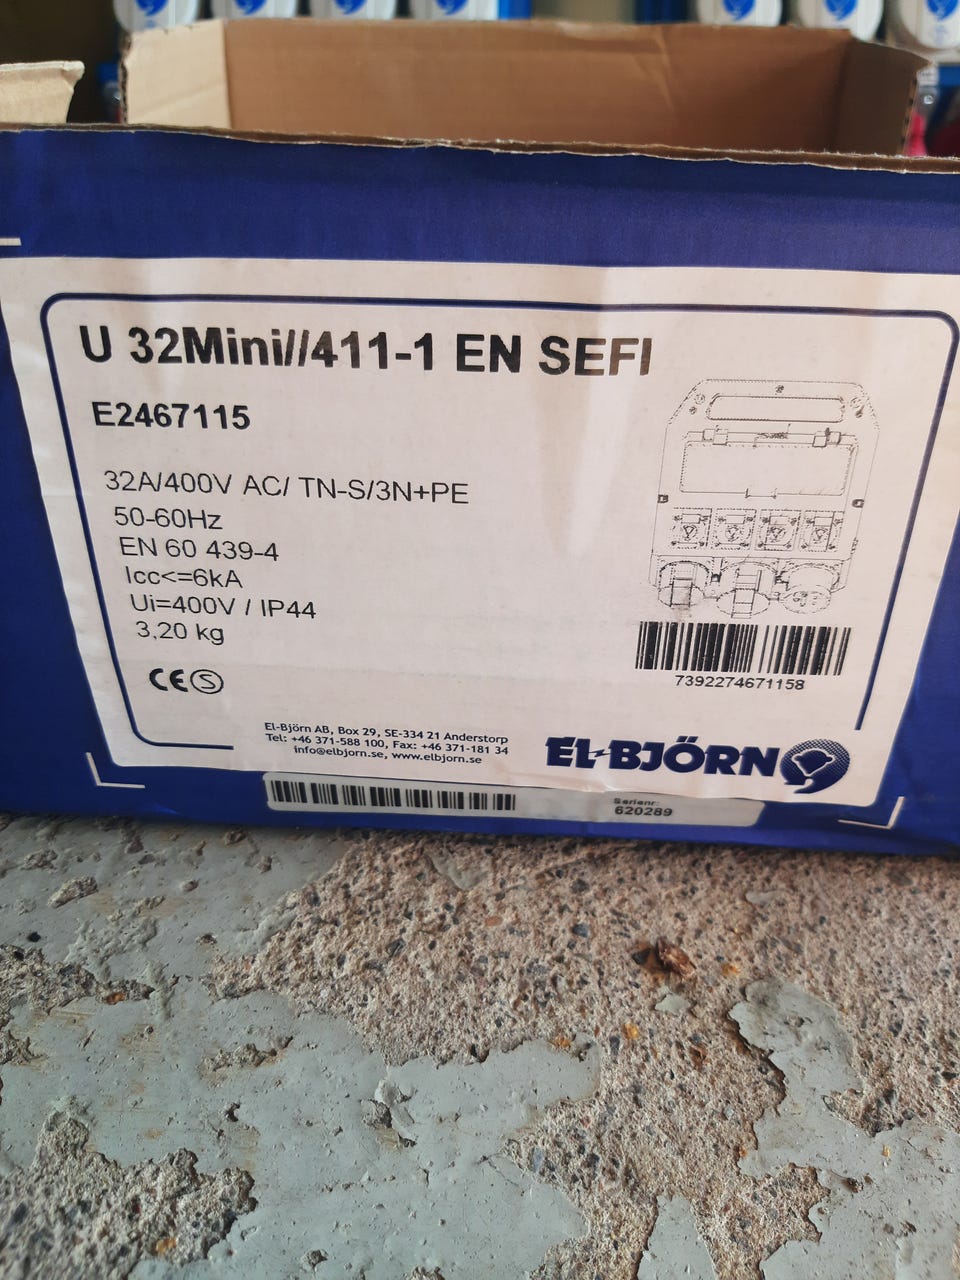 U 32Mini//411-1 EN SEFI
E2467115
32A/400V AC/ TN-S/3N+PE
50-60Hz
EN 60 439-4
Icc<=6kA
Ui=400V / IP44
3,20 kg
CE S
7392274671158
El-Björn AB, Box 29, SE-334 21 Anderstorp
Tel: +46 371-588 100, Fax: +46 371-181 34
info@elbjorn.se, www.elbjorn.se
EL-BJÖRN
Serienr:
620289